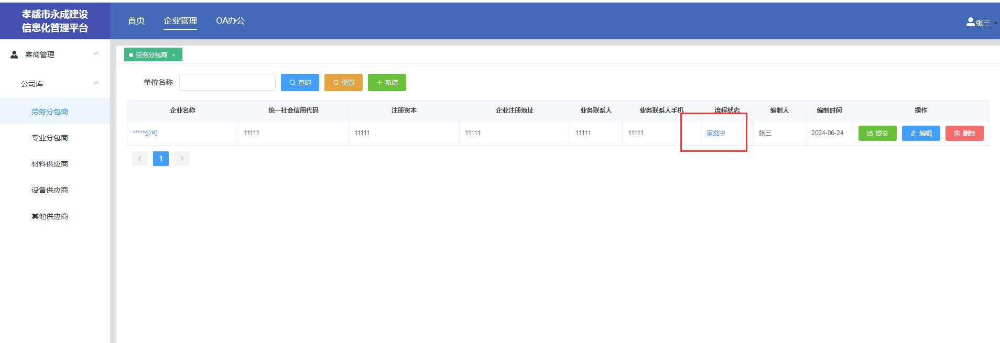 孝感市永成建设
信息化管理平台
首页 企业管理 OA办公
张三
客商管理
公司库
劳务分包商
专业分包商
材料供应商
设备供应商
其他供应商
劳务分包商 ×
单位名称 查询 重置 新增
企业名称 统一社会信用代码 注册资本 企业注册地址 业务联系人 业务联系人手机 流程状态 编制人 编制时间 操作
*****公司 11111 11111 11111 11111 11111 审批中 张三 2024-06-24 提交 编辑 删除
1